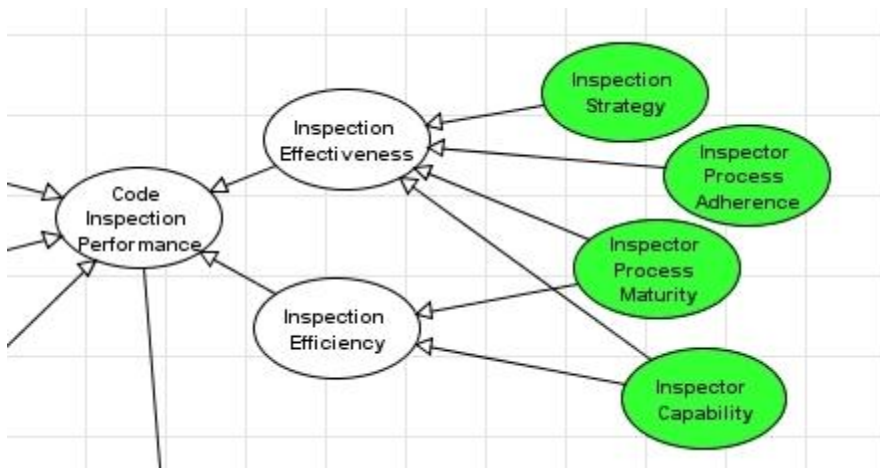 Inspection
Strategy
Inspection
Effectiveness
Inspector
Process
Adherence
Code
Inspection
Performance
Inspector
Process
Maturity
Inspection
Efficiency
Inspector
Capability